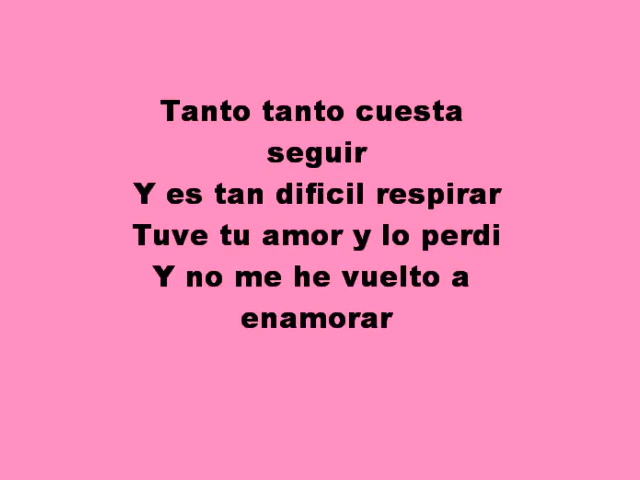 Tanto tanto cuesta
seguir
Y es tan dificil respirar
Tuve tu amor y lo perdi
Y no me he vuelto a
enamorar